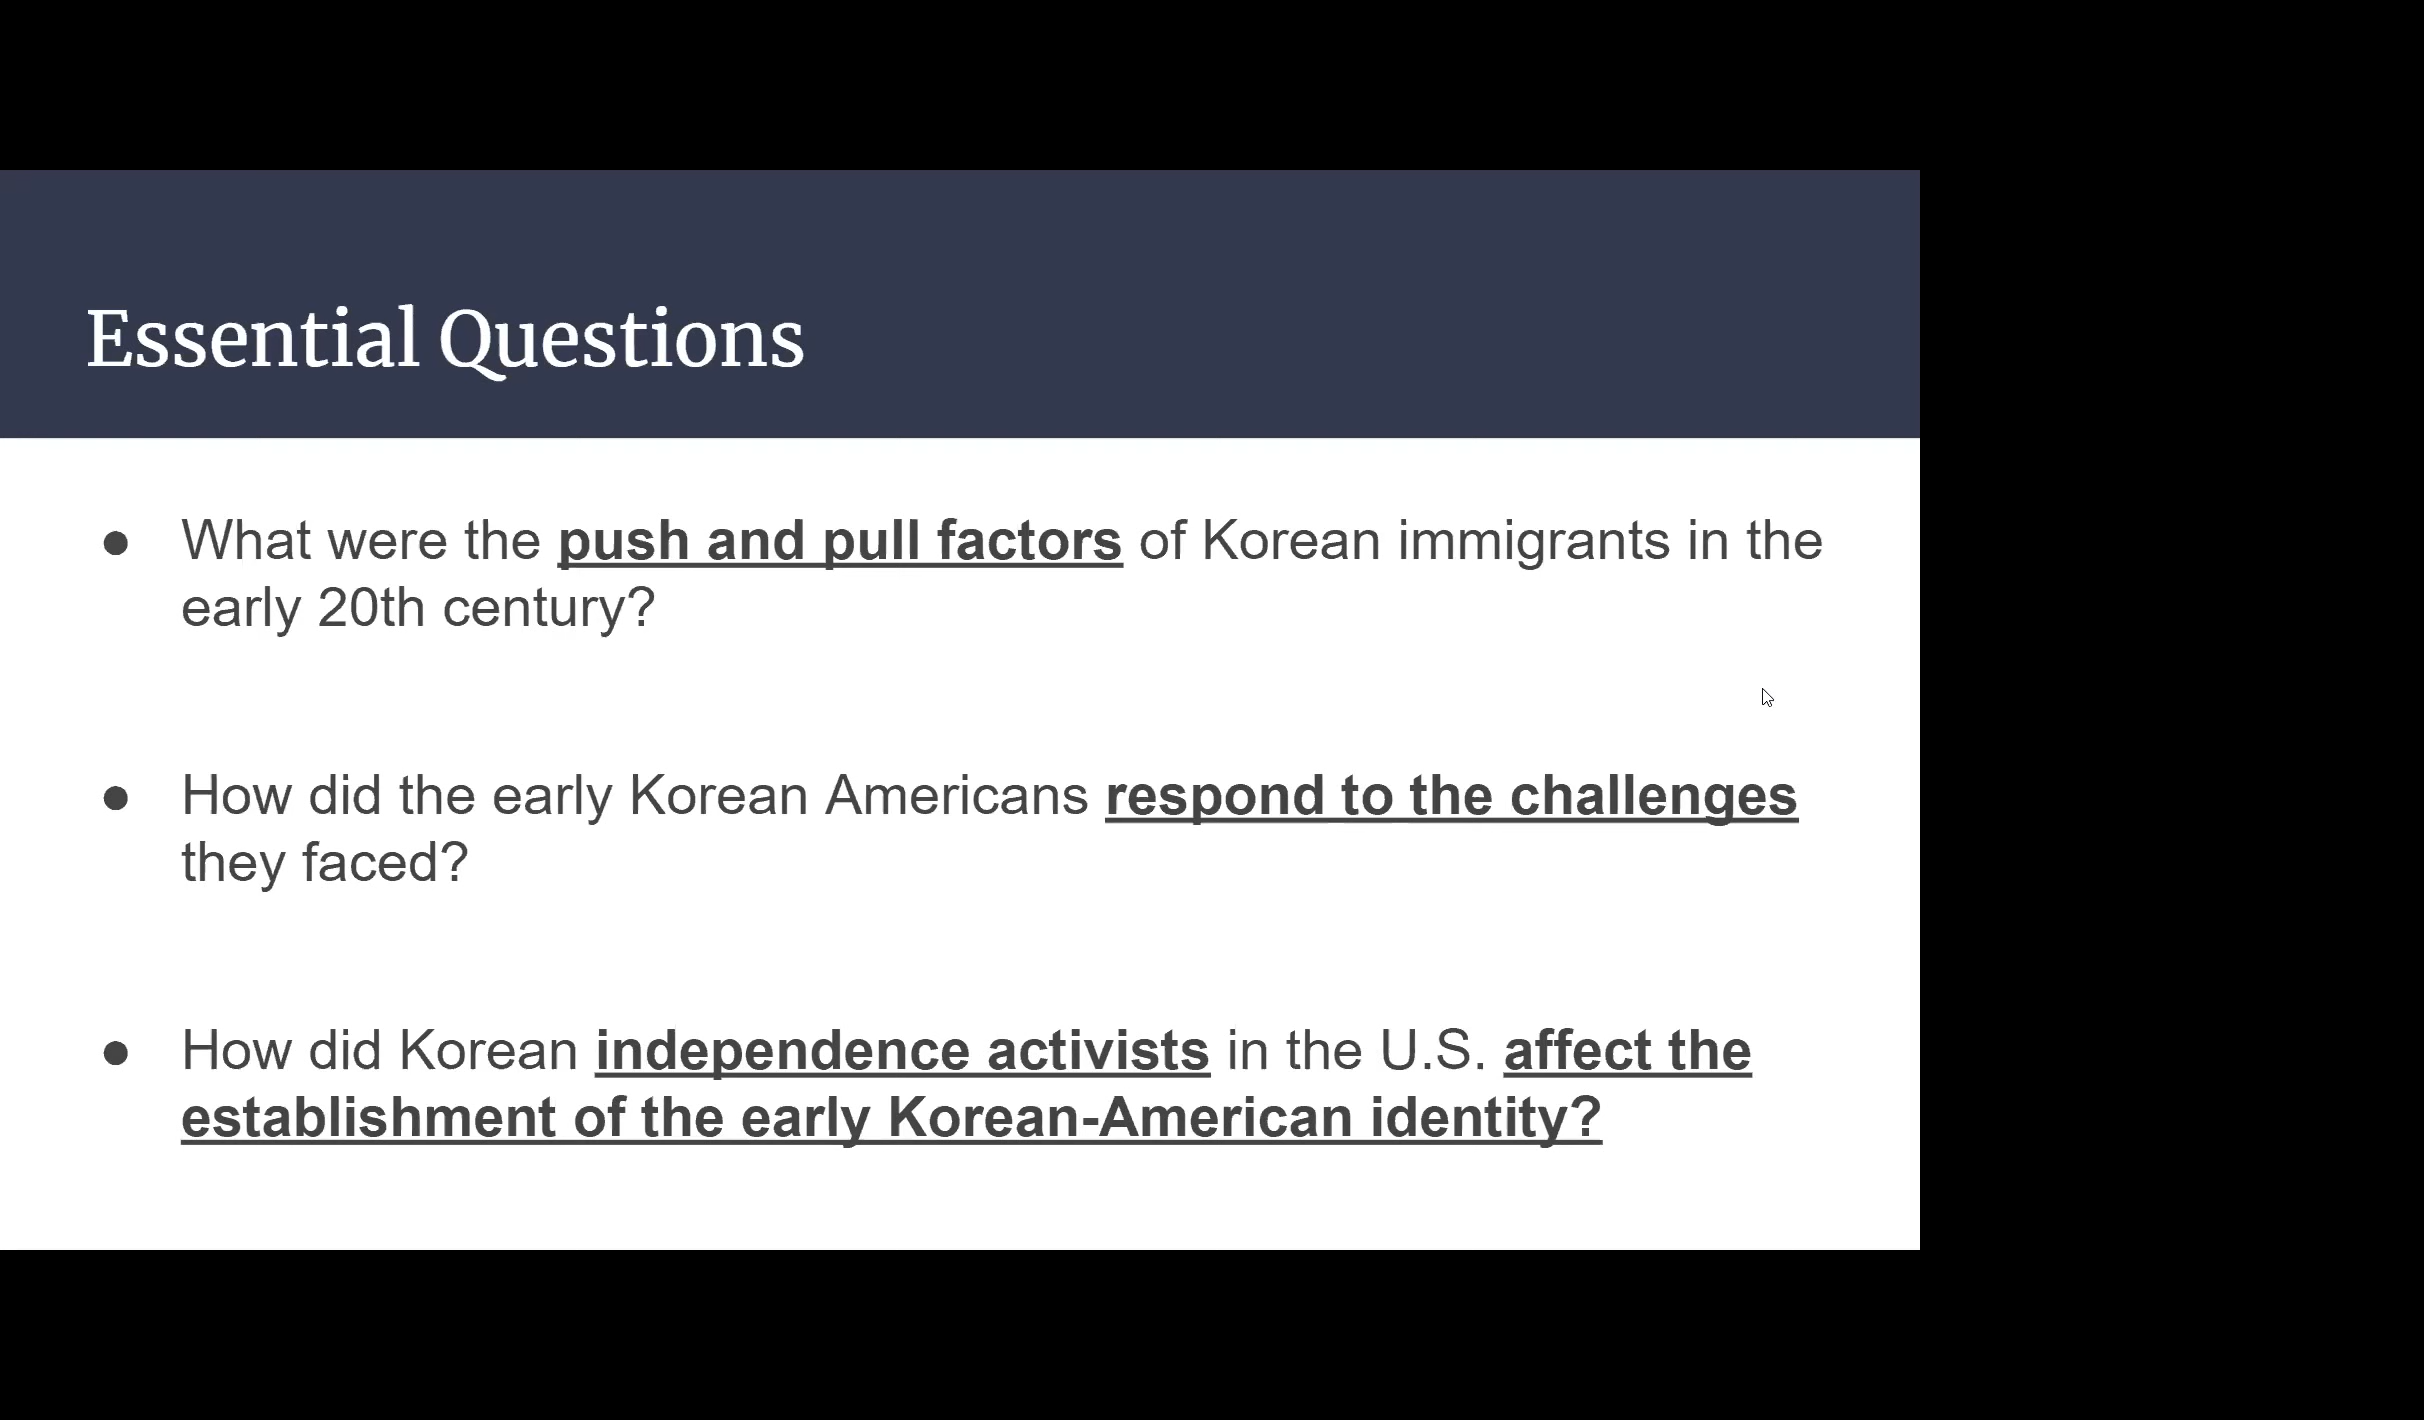 Essential Questions
● What were the push and pull factors of Korean immigrants in the
early 20th century?
● How did the early Korean Americans respond to the challenges
they faced?
● How did Korean independence activists in the U.S. affect the
establishment of the early Korean-American identity?